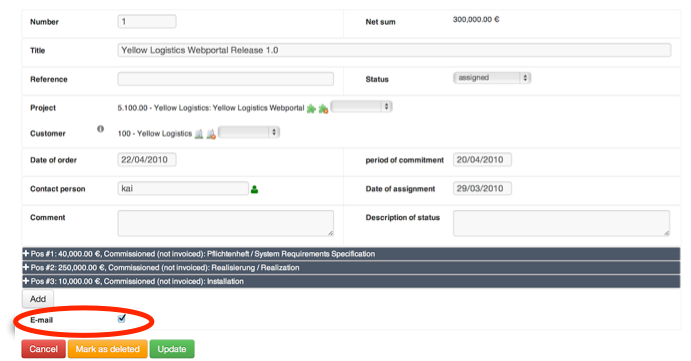 Number 1 Net sum 300,000.00 €
Title Yellow Logistics Webportal Release 1.0
Reference Status assigned
Project 5.100.00 - Yellow Logistics: Yellow Logistics Webportal
Customer 100 - Yellow Logistics
Date of order 22/04/2010 period of commitment 20/04/2010
Contact person kai Date of assignment 29/03/2010
Comment Description of status
Pos #1: 40,000.00 €, Commissioned (not invoiced): Pflichtenheft / System Requirements Specification
Pos #2: 250,000.00 €, Commissioned (not invoiced): Realisierung / Realization
Pos #3: 10,000.00 €, Commissioned (not invoiced): Installation
Add
E-mail
Cancel Mark as deleted Update